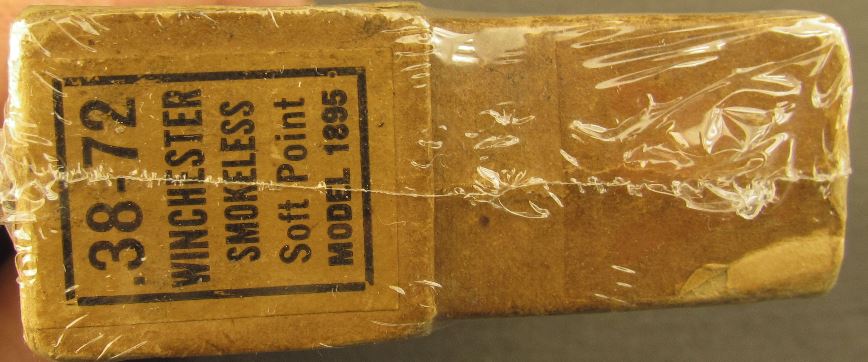 .38-72
WINCHESTER
SMOKELESS
Soft Point
MODEL 1895.